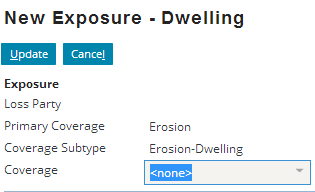 New Exposure - Dwelling
Update Cancel
Exposure
Loss Party
Primary Coverage Erosion
Coverage Subtype Erosion-Dwelling
Coverage <none>